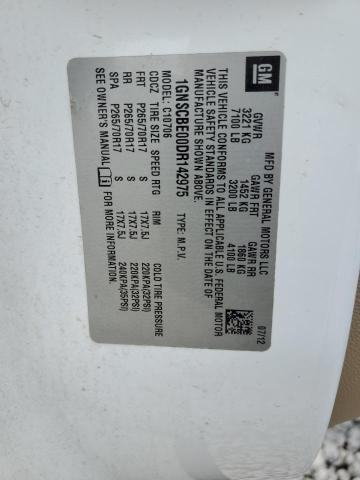 GM
MFD BY GENERAL MOTORS LLC
07/12
GVWR GAWR FRT GAWR RR
3221 KG 1452 KG 1860 KG
7100 LB 3200 LB 4100 LB
THIS VEHICLE CONFORMS TO ALL APPLICABLE U.S. FEDERAL MOTOR
VEHICLE SAFETY STANDARDS IN EFFECT ON THE DATE OF
MANUFACTURE SHOWN ABOVE.
1GNSCBE00DR142975 TYPE: M.P.V.
MODEL: C10706
CDCZ TIRE SIZE SPEED RTG RIM COLD TIRE PRESSURE
FRT P265/70R17 S 17X7.5J 220KPA(32PSI)
RR P265/70R17 S 17X7.5J 220KPA(32PSI)
SPA P265/70R17 S 17X7.5J 240KPA(35PSI)
SEE OWNER'S MANUAL